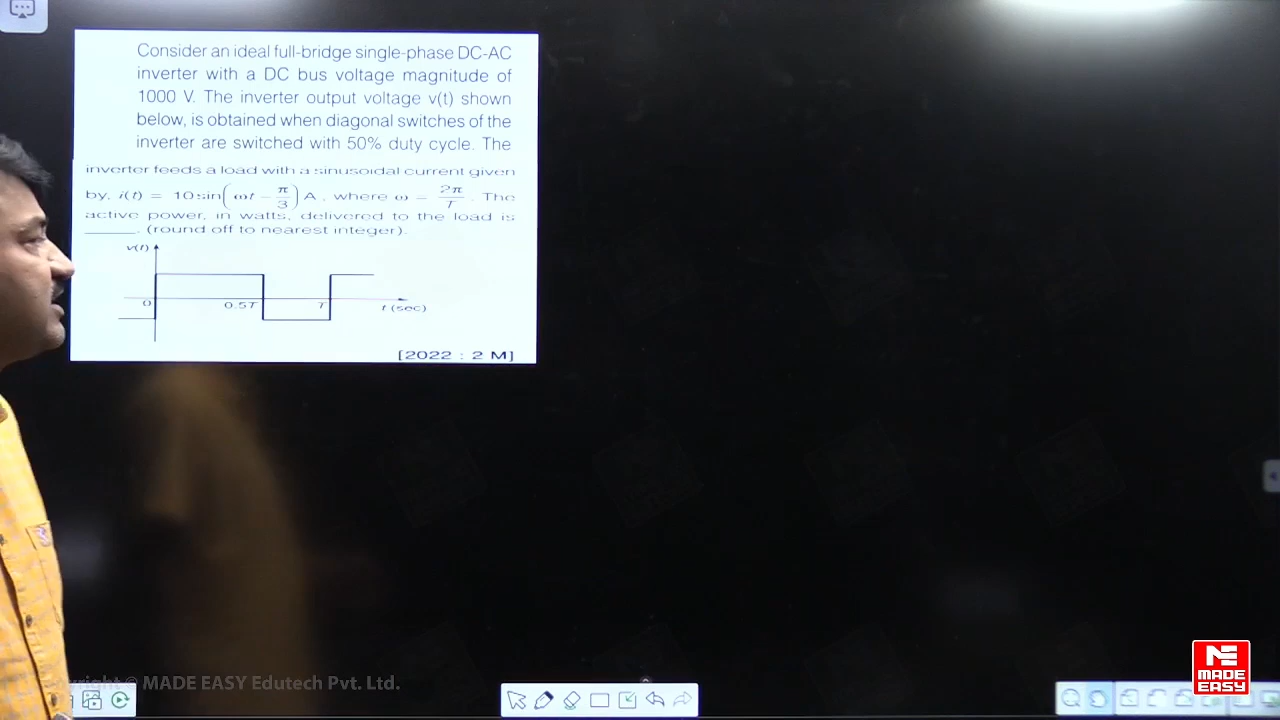 Consider an ideal full-bridge single-phase DC-AC
inverter with a DC bus voltage magnitude of
1000 V. The inverter output voltage v(t) shown
below, is obtained when diagonal switches of the
inverter are switched with 50% duty cycle. The
inverter feeds a load with a sinusoidal current given
by, i(t) = 10 sin(ωt − π/3) A, where ω = 2π/T. The
active power, in watts, delivered to the load is
______. (round off to nearest integer).
v(t)
0 0.5T T t (sec)
[2022 : 2 M]
Copyright © MADE EASY Edutech Pvt. Ltd.
ME
MADE
EASY